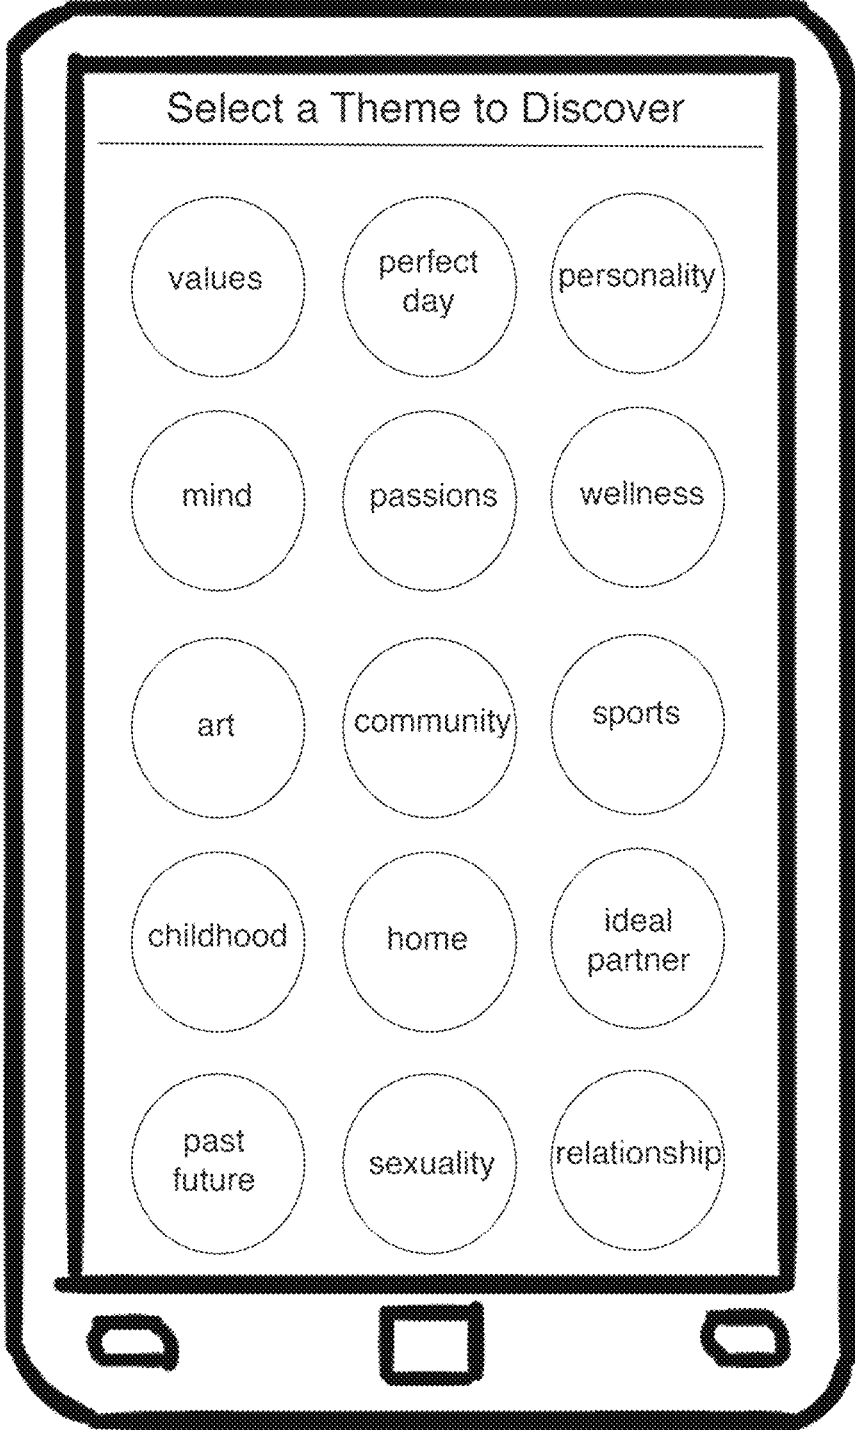 Select a Theme to Discover
values
perfect
day
personality
mind
passions
wellness
art
community
sports
childhood
home
ideal
partner
past
future
sexuality
relationship